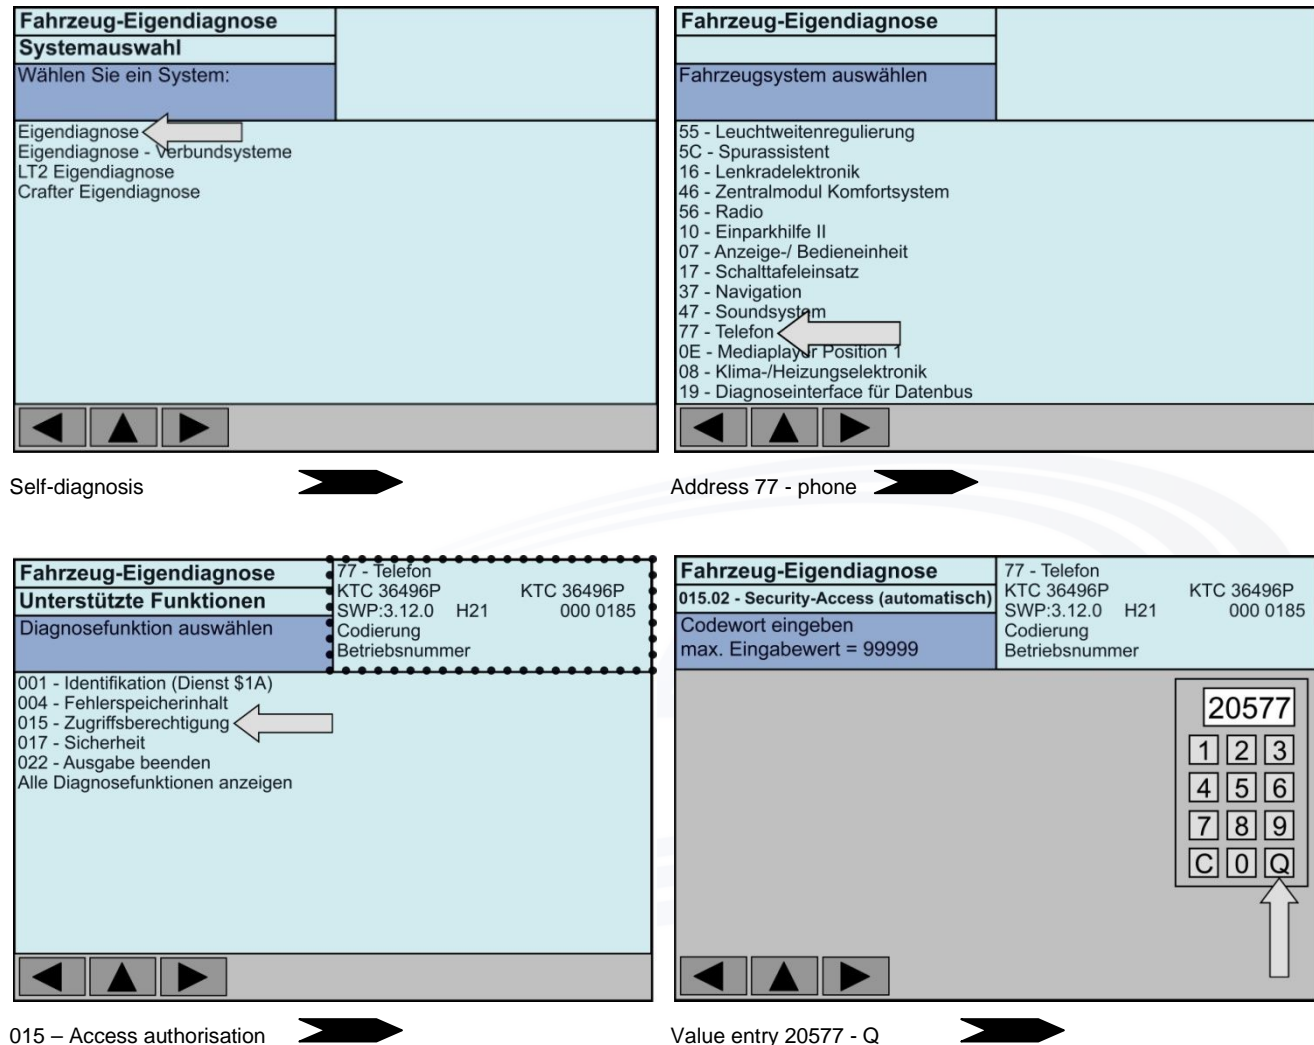 Fahrzeug-Eigendiagnose
Systemauswahl
Wählen Sie ein System:
Eigendiagnose
Eigendiagnose - Verbundsysteme
LT2 Eigendiagnose
Crafter Eigendiagnose
Self-diagnosis
Fahrzeug-Eigendiagnose
Fahrzeugsystem auswählen
55 - Leuchtweitenregulierung
5C - Spurassistent
16 - Lenkradelektronik
46 - Zentralmodul Komfortsystem
56 - Radio
10 - Einparkhilfe II
07 - Anzeige-/ Bedieneinheit
17 - Schalttafeleinsatz
37 - Navigation
47 - Soundsystem
77 - Telefon
0E - Mediaplayer Position 1
08 - Klima-/Heizungselektronik
19 - Diagnoseinterface für Datenbus
Address 77 - phone
Fahrzeug-Eigendiagnose
Unterstützte Funktionen
Diagnosefunktion auswählen
77 - Telefon
KTC 36496P KTC 36496P
SWP:3.12.0 H21 000 0185
Codierung
Betriebsnummer
001 - Identifikation (Dienst $1A)
004 - Fehlerspeicherinhalt
015 - Zugriffsberechtigung
017 - Sicherheit
022 - Ausgabe beenden
Alle Diagnosefunktionen anzeigen
015 – Access authorisation
Fahrzeug-Eigendiagnose
015.02 - Security-Access (automatisch)
Codewort eingeben
max. Eingabewert = 99999
77 - Telefon
KTC 36496P KTC 36496P
SWP:3.12.0 H21 000 0185
Codierung
Betriebsnummer
20577
1 2 3
4 5 6
7 8 9
C 0 Q
Value entry 20577 - Q